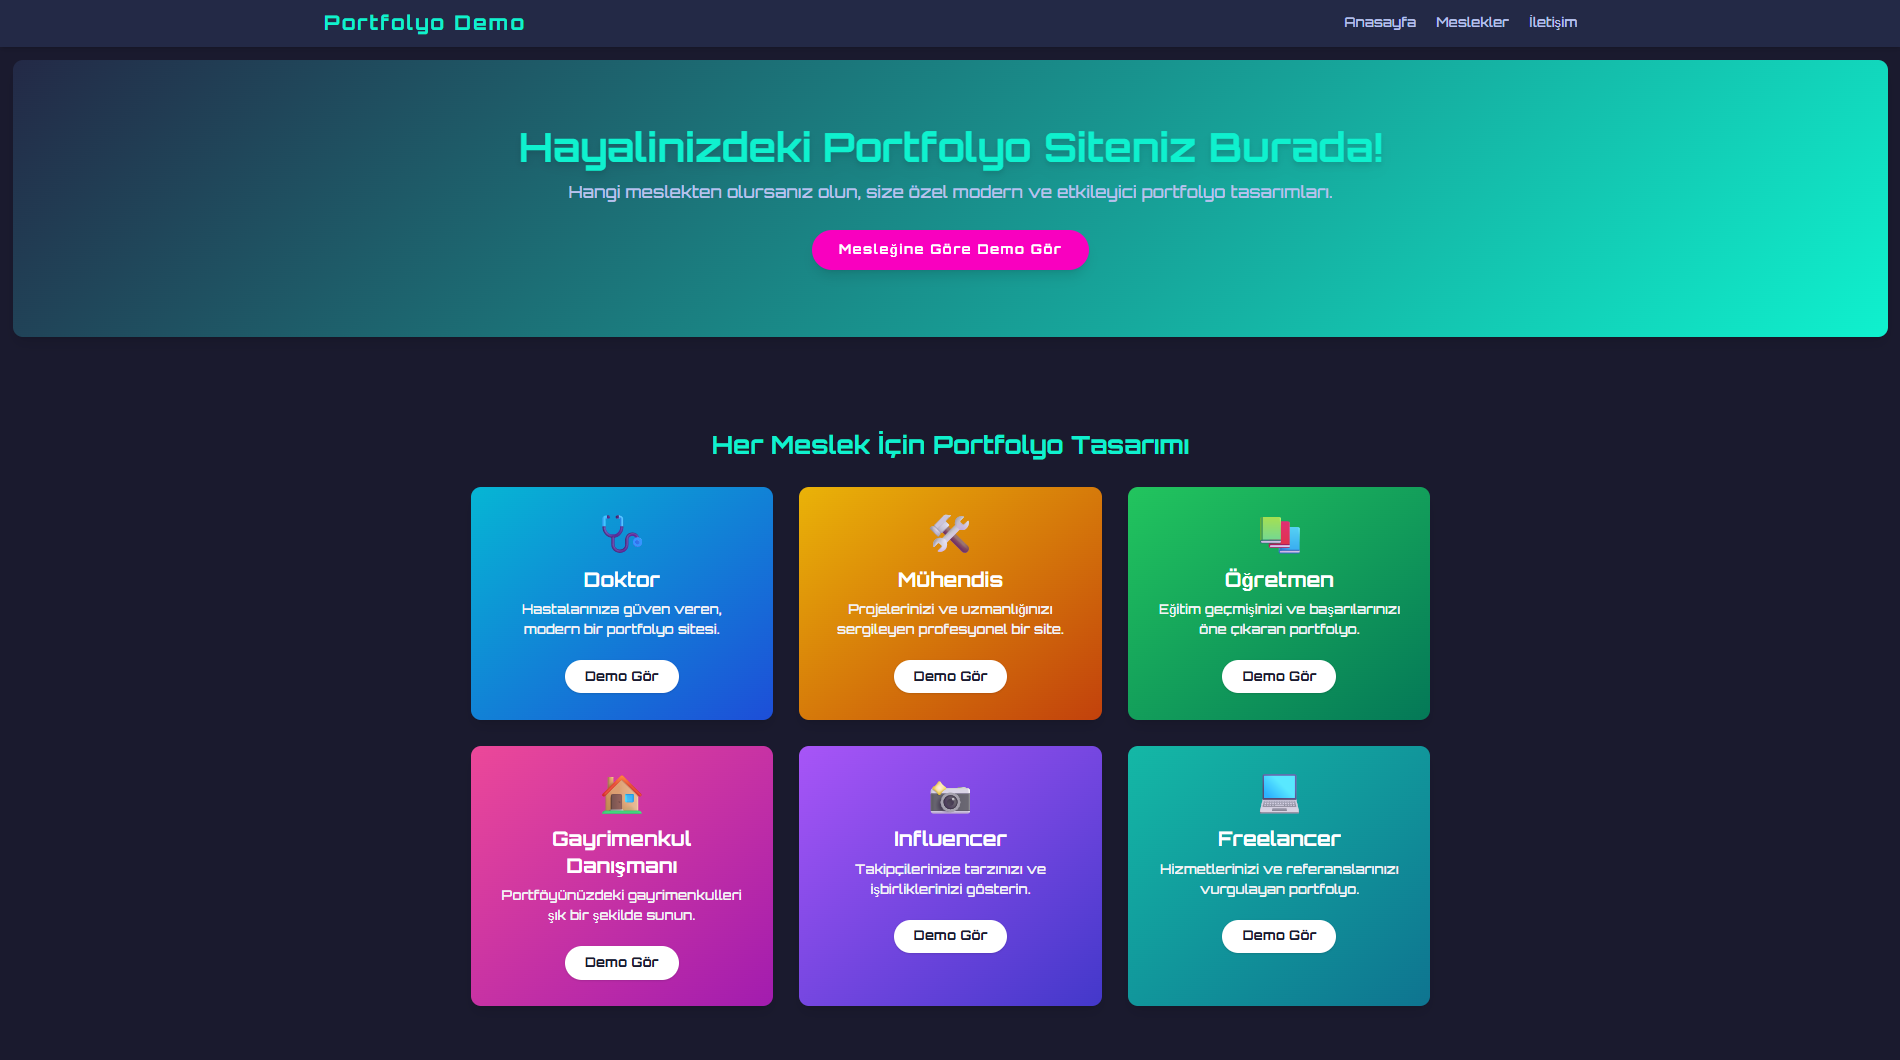 Portfolyo Demo
Anasayfa Meslekler İletişim
Hayalinizdeki Portfolyo Siteniz Burada!
Hangi meslekten olursanız olun, size özel modern ve etkileyici portfolyo tasarımları.
Mesleğine Göre Demo Gör
Her Meslek İçin Portfolyo Tasarımı
Doktor
Hastalarınıza güven veren,
modern bir portfolyo sitesi.
Demo Gör
Mühendis
Projelerinizi ve uzmanlığınızı
sergileyen profesyonel bir site.
Demo Gör
Öğretmen
Eğitim geçmişinizi ve başarılarınızı
öne çıkaran portfolyo.
Demo Gör
Gayrimenkul
Danışmanı
Portföyünüzdeki gayrimenkulleri
şık bir şekilde sunun.
Demo Gör
Influencer
Takipçilerinize tarzınızı ve
işbirliklerinizi gösterin.
Demo Gör
Freelancer
Hizmetlerinizi ve referanslarınızı
vurgulayan portfolyo.
Demo Gör